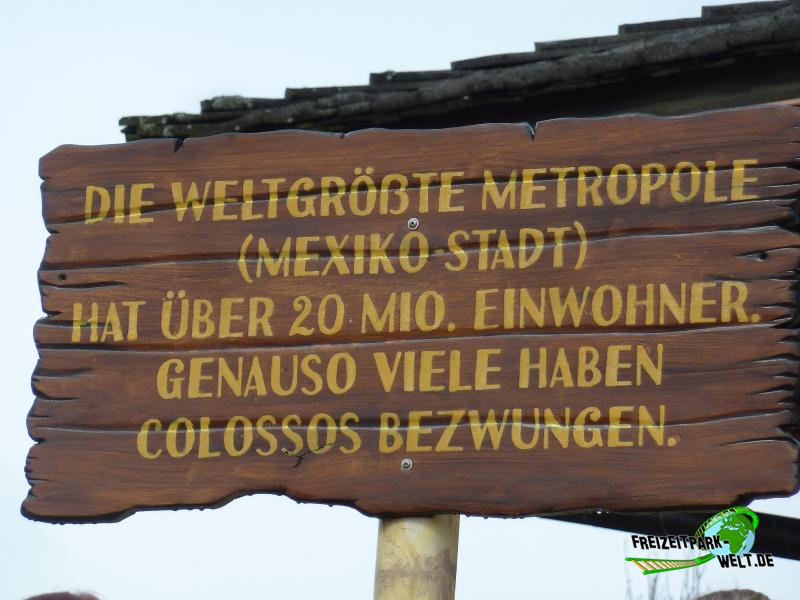 DIE WELTGRÖßTE METROPOLE
(MEXIKO-STADT)
HAT ÜBER 20 MIO. EINWOHNER.
GENAUSO VIELE HABEN
COLOSSOS BEZWUNGEN.
FREIZEITPARK-
WELT.DE